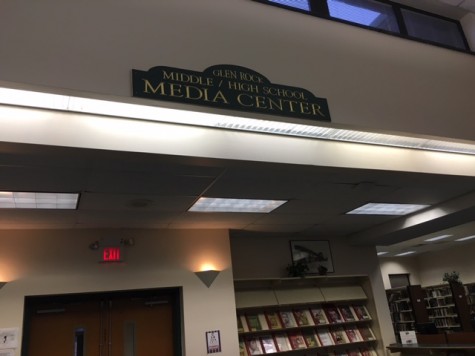 GLEN ROCK
MIDDLE / HIGH SCHOOL
MEDIA CENTER
EXIT